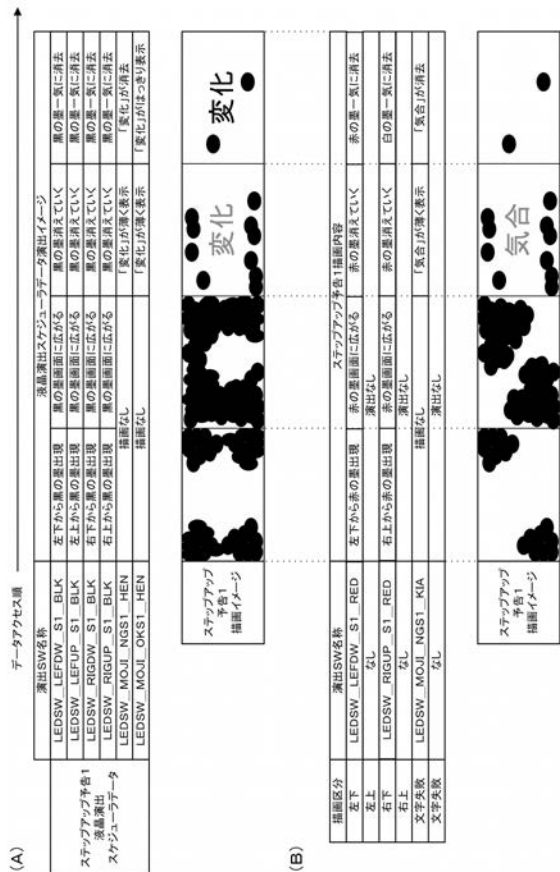 データアクセス順
(A)
演出SW名称 液晶演出スケジューラデータ演出イメージ
ステップアップ予告1
液晶演出
スケジューラデータ
LEDSW_LEFDW_S1_BLK 左下から黒の墨出現 黒の墨画面に広がる 黒の墨消えていく 黒の墨一気に消去
LEDSW_LEFUP_S1_BLK 左上から黒の墨出現 黒の墨画面に広がる 黒の墨消えていく 黒の墨一気に消去
LEDSW_RIGDW_S1_BLK 右下から黒の墨出現 黒の墨画面に広がる 黒の墨消えていく 黒の墨一気に消去
LEDSW_RIGUP_S1_BLK 右上から黒の墨出現 黒の墨画面に広がる 黒の墨消えていく 黒の墨一気に消去
LEDSW_MOJI_NGS1_HEN 描画なし 「変化」が薄く表示 「変化」が消去
LEDSW_MOJI_OKS1_HEN 描画なし 「変化」が薄く表示 「変化」がはっきり表示
ステップアップ
予告1
描画イメージ
変化
変化
(B)
描画区分 演出SW名称 ステップアップ予告1描画内容
左下 LEDSW_LEFDW_S1_RED 左下から赤の墨出現 赤の墨画面に広がる 赤の墨消えていく 赤の墨一気に消去
左上 なし 演出なし
右下 LEDSW_RIGUP_S1_RED 右上から赤の墨出現 赤の墨画面に広がる 赤の墨消えていく 白の墨一気に消去
右上 なし 演出なし
文字失敗 LEDSW_MOJI_NGS1_KIA 描画なし 「気合」が薄く表示 「気合」が消去
文字失敗 なし 演出なし
ステップアップ
予告1
描画イメージ
気合